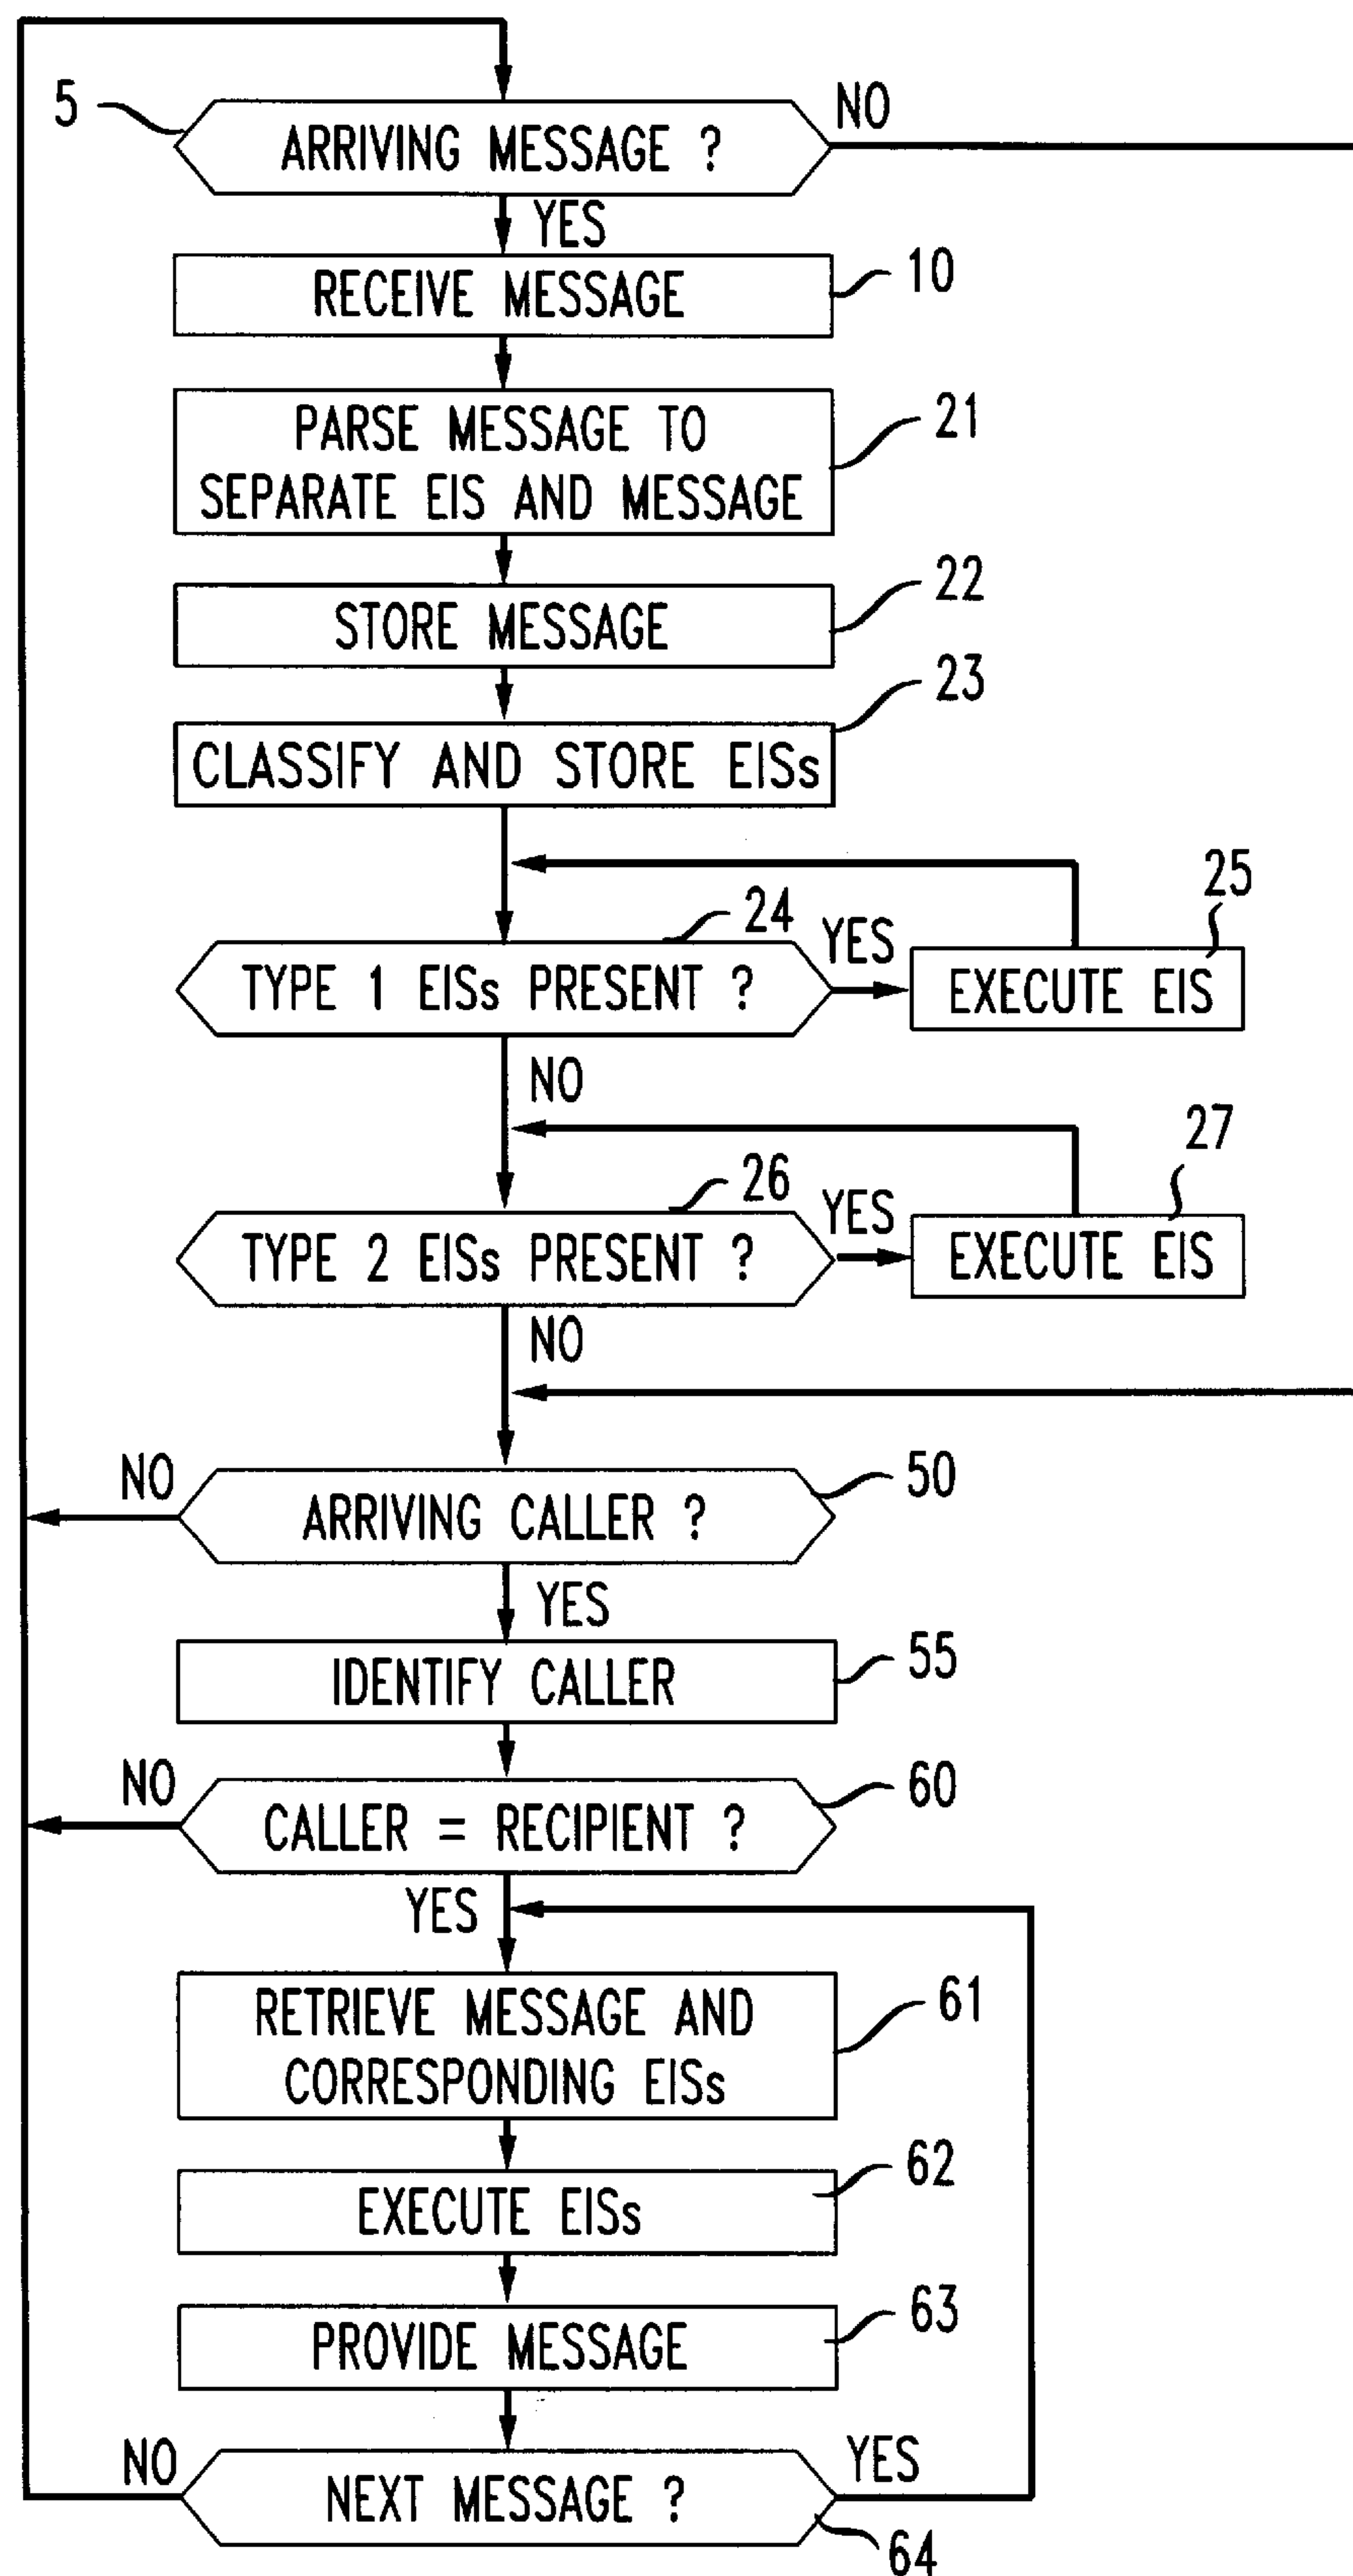 5
ARRIVING MESSAGE ?
NO
YES
RECEIVE MESSAGE
10
PARSE MESSAGE TO
SEPARATE EIS AND MESSAGE
21
STORE MESSAGE
22
CLASSIFY AND STORE EISs
23
24
TYPE 1 EISs PRESENT ?
YES
25
EXECUTE EIS
NO
26
TYPE 2 EISs PRESENT ?
YES
27
EXECUTE EIS
NO
NO
ARRIVING CALLER ?
50
YES
IDENTIFY CALLER
55
NO
CALLER = RECIPIENT ?
60
YES
RETRIEVE MESSAGE AND
CORRESPONDING EISs
61
EXECUTE EISs
62
PROVIDE MESSAGE
63
NO
NEXT MESSAGE ?
YES
64